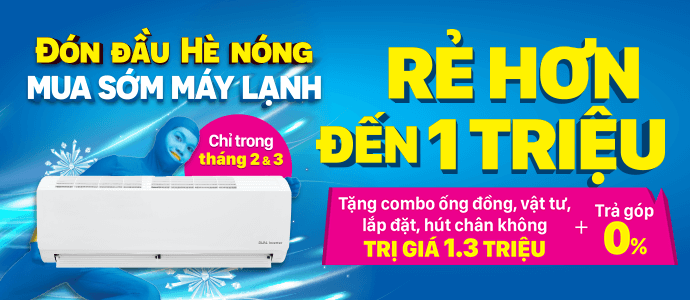 ĐÓN ĐẦU HÈ NÓNG
MUA SỚM MÁY LẠNH
Chỉ trong
tháng 2 & 3
RẺ HƠN
ĐẾN 1 TRIỆU
Tặng combo ống đồng, vật tư,
lắp đặt, hút chân không
TRỊ GIÁ 1.3 TRIỆU
+
Trả góp
0%